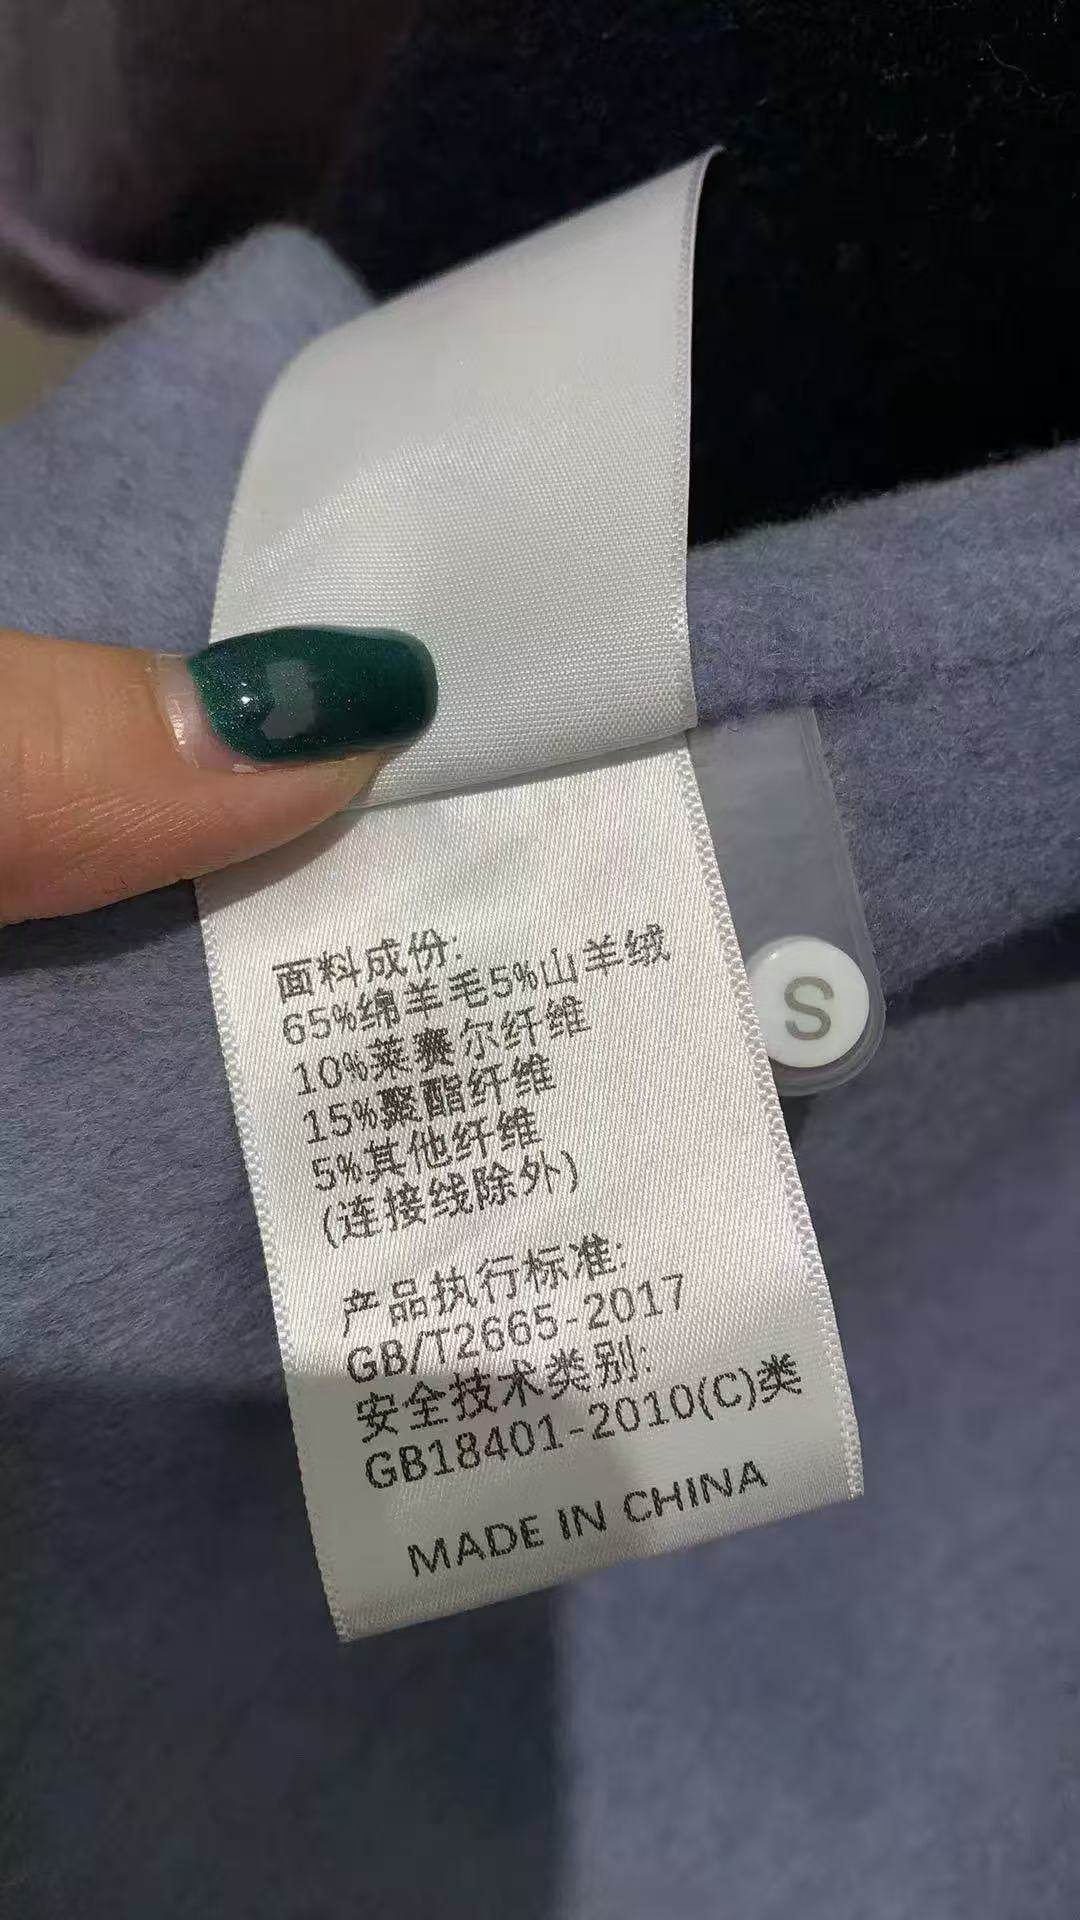 面料成份:
65%绵羊毛5%山羊绒
10%莱赛尔纤维
15%聚酯纤维
5%其他纤维
(连接线除外)
产品执行标准:
GB/T2665-2017
安全技术类别:
GB18401-2010(C)类
MADE IN CHINA
S